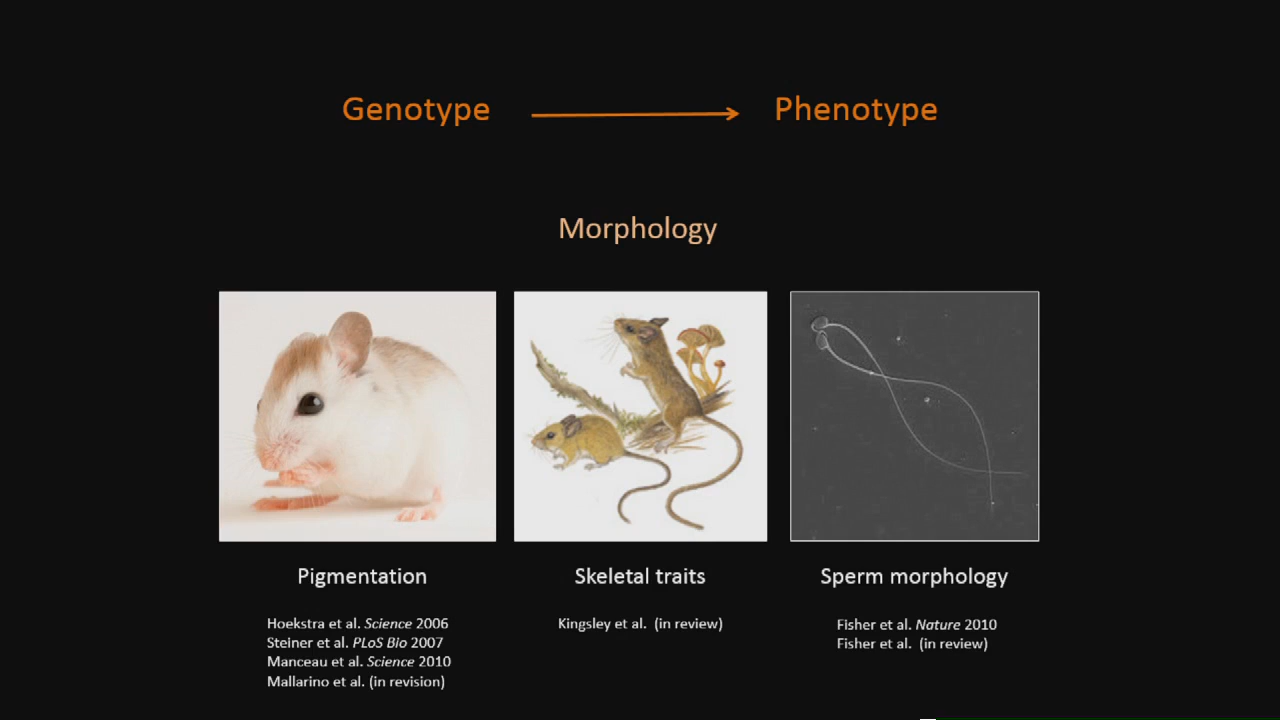 Genotype → Phenotype
Morphology
Pigmentation
Hoekstra et al. Science 2006
Steiner et al. PLoS Bio 2007
Manceau et al. Science 2010
Mallarino et al. (in revision)
Skeletal traits
Kingsley et al. (in review)
Sperm morphology
Fisher et al. Nature 2010
Fisher et al. (in review)